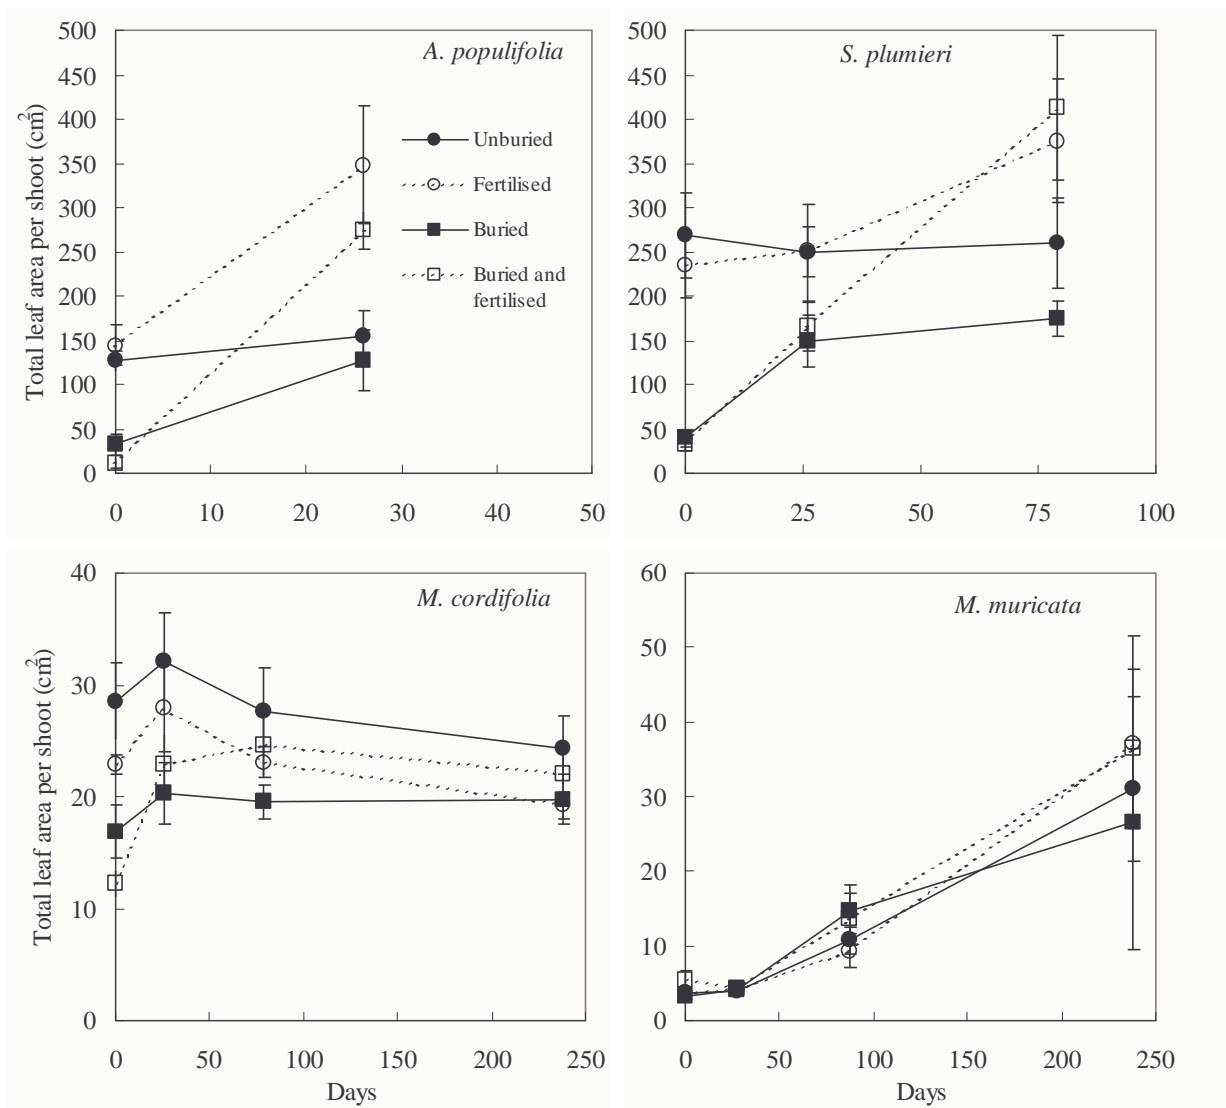 A. populifolia
500
450
400
350
300
250
200
150
100
50
0
Total leaf area per shoot (cm²)
Unburied
Fertilised
Buried
Buried and
fertilised
0 10 20 30 40 50
S. plumieri
500
450
400
350
300
250
200
150
100
50
0
0 25 50 75 100
M. cordifolia
40
30
20
10
0
Total leaf area per shoot (cm²)
0 50 100 150 200 250
Days
M. muricata
60
50
40
30
20
10
0
0 50 100 150 200 250
Days